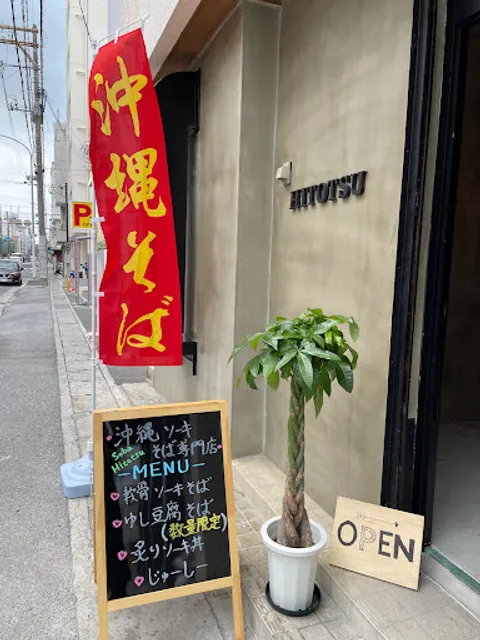 沖縄そば
P
HITOTSU
沖縄ソーキ
Soba
Hitotsu
そば専門店
-MENU-
軟骨ソーキそば
ゆし豆腐そば
(数量限定)
炙りソーキ丼
じゅーしー
OPEN